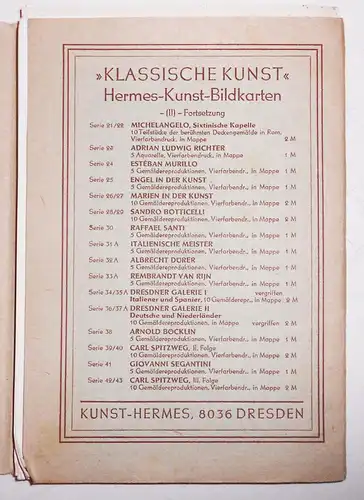 »KLASSISCHE KUNST«
Hermes-Kunst-Bildkarten
– (II) – Fortsetzung
Serie 21/22 MICHELANGELO, Sixtinische Kapelle
10 Teilstücke der berühmten Deckengemälde in Rom,
Vierfarbendruck, in Mappe 2 M
Serie 23 ADRIAN LUDWIG RICHTER
5 Aquarelle, Vierfarbendruck, in Mappe 1 M
Serie 24 ESTÉBAN MURILLO
5 Gemäldereproduktionen, Vierfarbendr., in Mappe 1 M
Serie 25 ENGEL IN DER KUNST
5 Gemäldereproduktionen, Vierfarbendr., in Mappe 1 M
Serie 26/27 MARIEN IN DER KUNST
10 Gemäldereproduktionen, Vierfarbendr., in Mappe 2 M
Serie 28/29 SANDRO BOTTICELLI
10 Gemäldereproduktionen, Vierfarbendr., in Mappe 2 M
Serie 30 RAFFAEL SANTI
5 Gemäldereproduktionen, Vierfarbendr., in Mappe 1 M
Serie 31 A ITALIENISCHE MEISTER
5 Gemäldereproduktionen, Vierfarbendr., in Mappe 1 M
Serie 32 A ALBRECHT DÜRER
5 Gemäldereproduktionen, Vierfarbendr., in Mappe 1 M
Serie 33 A REMBRANDT VAN RIJN
5 Gemäldereproduktionen, Vierfarbendr., in Mappe 1 M
Serie 34/35 A DRESDNER GALERIE I vergriffen
Italiener und Spanier, 10 Gemälderepr., in Mappe 2 M
Serie 36/37 A DRESDNER GALERIE II
Deutsche und Niederländer
10 Gemäldereproduktionen, in Mappe vergriffen 2 M
Serie 38 ARNOLD BÖCKLIN
5 Gemäldereproduktionen, Vierfarbendr., in Mappe 1 M
Serie 39/40 CARL SPITZWEG, II. Folge
10 Gemäldereproduktionen, Vierfarbendr., in Mappe 2 M
Serie 41 GIOVANNI SEGANTINI
5 Gemäldereproduktionen, Vierfarbendr., in Mappe 1 M
Serie 42/43 CARL SPITZWEG, III. Folge
10 Gemäldereproduktionen, Vierfarbendr., in Mappe 2 M
KUNST-HERMES, 8036 DRESDEN